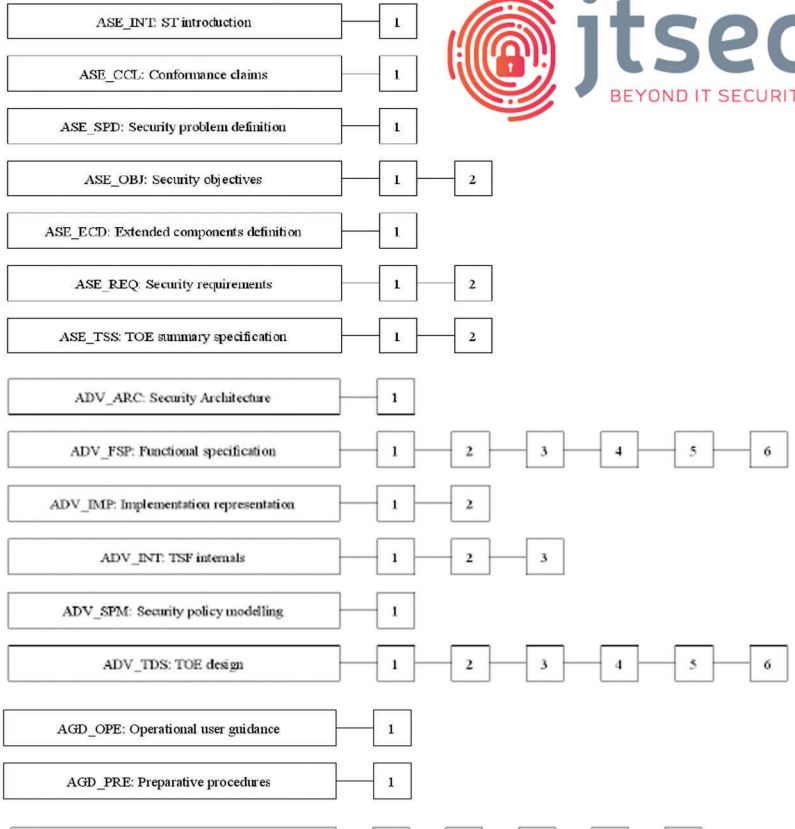 ASE_INT: ST introduction 1
jtsec
BEYOND IT SECURIT
ASE_CCL: Conformance claims 1
ASE_SPD: Security problem definition 1
ASE_OBJ: Security objectives 1 2
ASE_ECD: Extended components definition 1
ASE_REQ: Security requirements 1 2
ASE_TSS: TOE summary specification 1 2
ADV_ARC: Security Architecture 1
ADV_FSP: Functional specification 1 2 3 4 5 6
ADV_IMP: Implementation representation 1 2
ADV_INT: TSF internals 1 2 3
ADV_SPM: Security policy modelling 1
ADV_TDS: TOE design 1 2 3 4 5 6
AGD_OPE: Operational user guidance 1
AGD_PRE: Preparative procedures 1